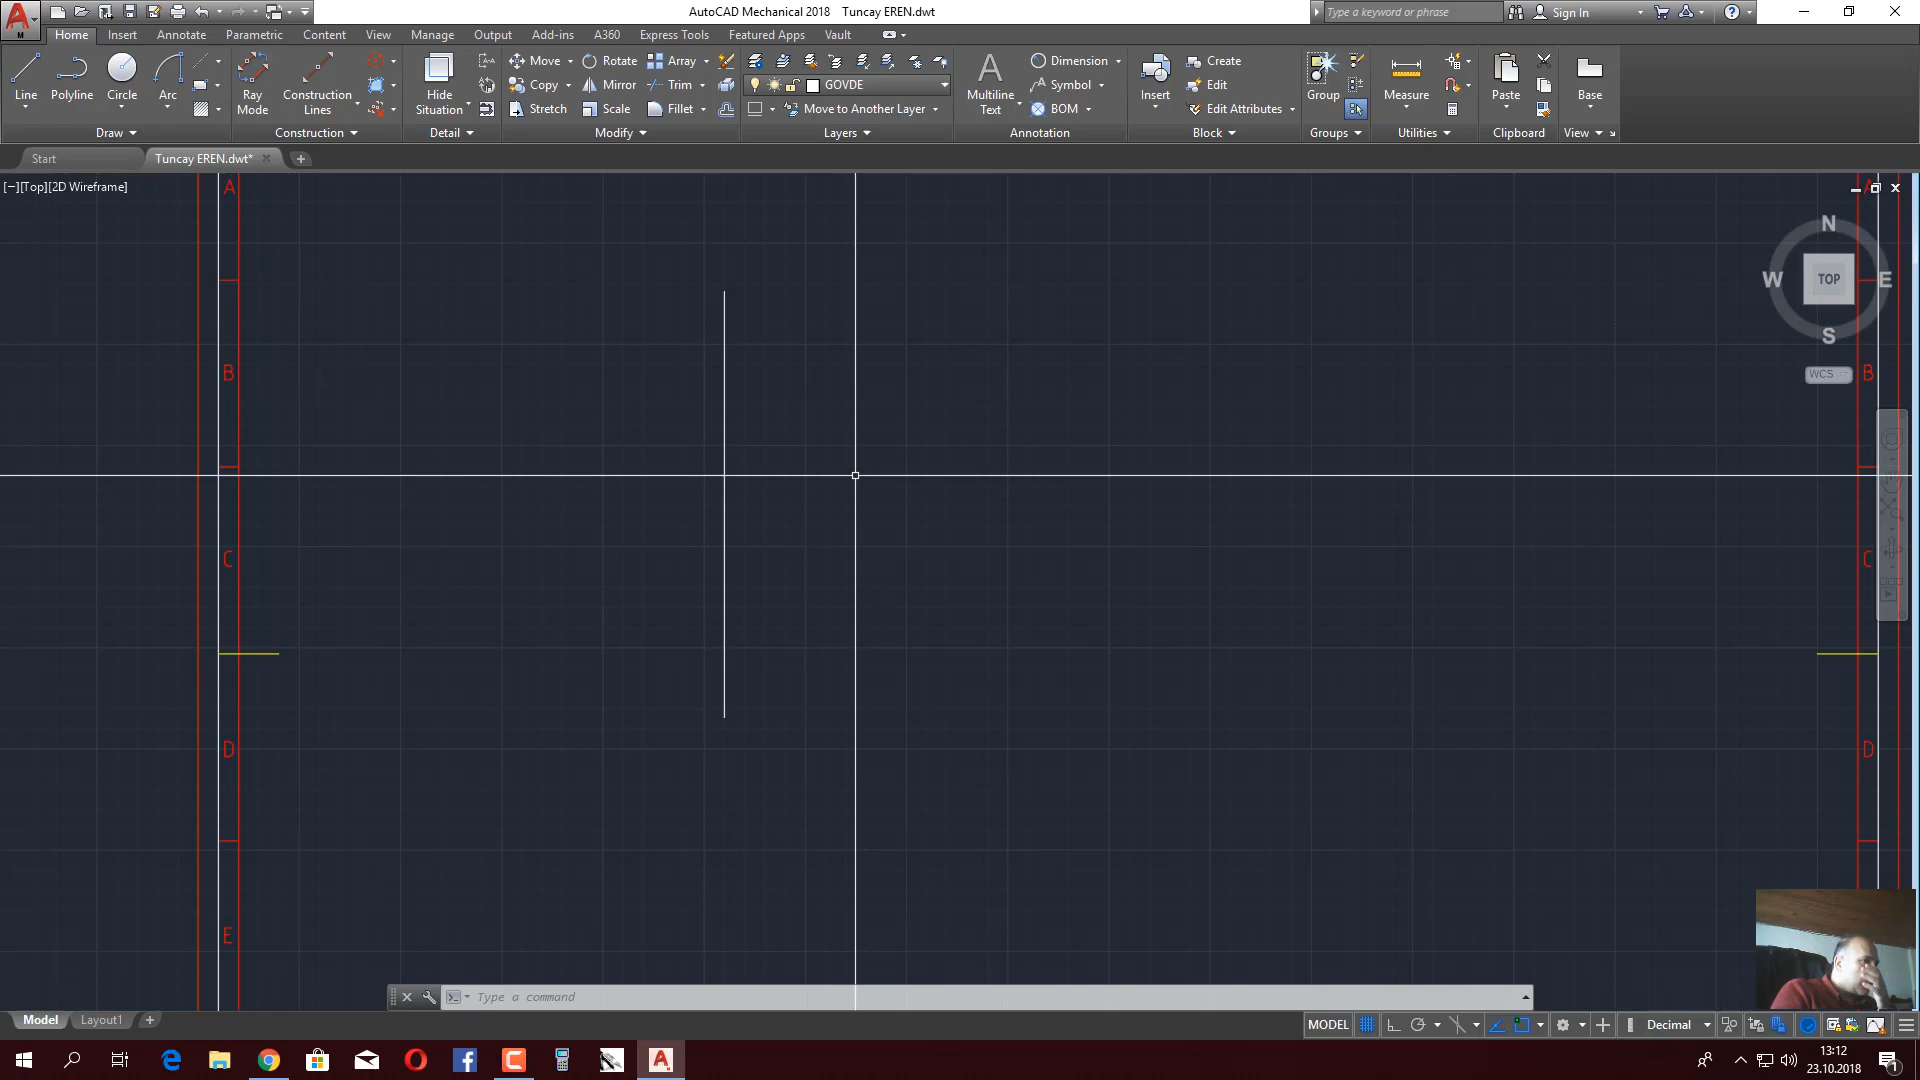 AutoCAD Mechanical 2018 Tuncay EREN.dwt
Type a keyword or phrase
Sign In
M
Home Insert Annotate Parametric Content View Manage Output Add-ins A360 Express Tools Featured Apps Vault
Line Polyline Circle Arc
Ray Mode
Construction Lines
Hide Situation
Move Rotate Array
Copy Mirror Trim
Stretch Scale Fillet
GOVDE
Move to Another Layer
Multiline Text
Dimension
Symbol
BOM
Insert
Create
Edit
Edit Attributes
Group
Measure
Paste
Base
Draw Construction Detail Modify Layers Annotation Block Groups Utilities Clipboard View
Start Tuncay EREN.dwt*
[−][Top][2D Wireframe]
A
A
N
W TOP E
S
WCS
B
B
C
C
D
D
E
Type a command
Model Layout1
MODEL
Decimal
13:12
23.10.2018
1